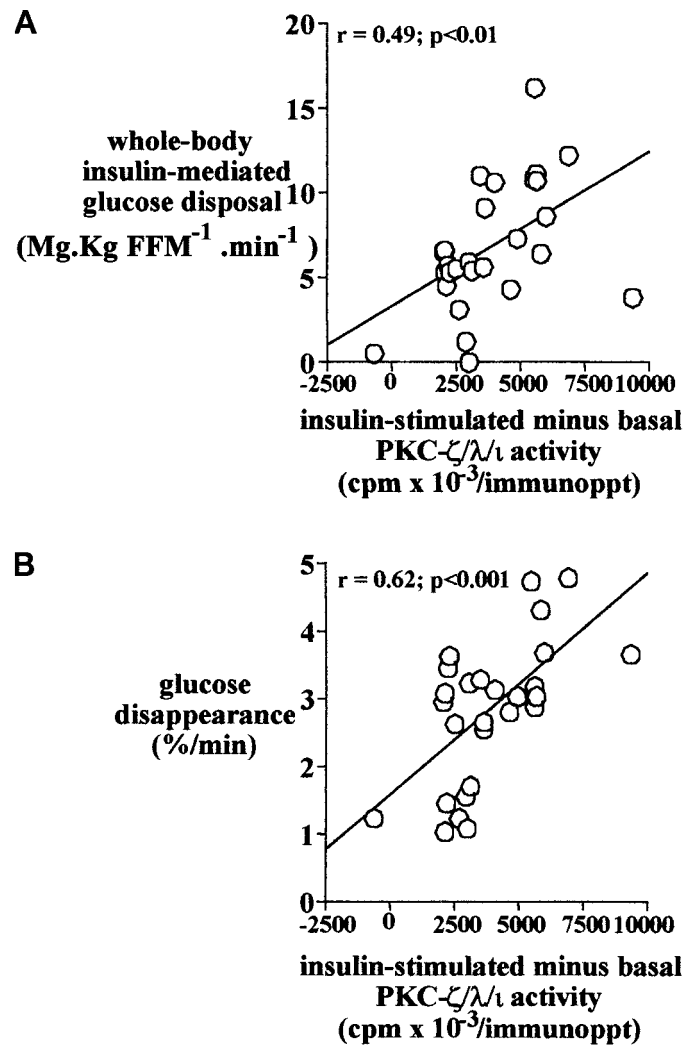 A
r = 0.49; p<0.01
20
15
10
5
0
whole-body
insulin-mediated
glucose disposal
(Mg.Kg FFM⁻¹ .min⁻¹ )
-2500 0 2500 5000 7500 10000
insulin-stimulated minus basal
PKC-ζ/λ/ι activity
(cpm x 10⁻³/immunoppt)
B
r = 0.62; p<0.001
5
4
3
2
1
0
glucose
disappearance
(%/min)
-2500 0 2500 5000 7500 10000
insulin-stimulated minus basal
PKC-ζ/λ/ι activity
(cpm x 10⁻³/immunoppt)